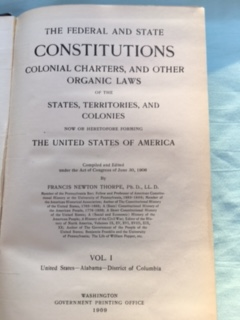 THE FEDERAL AND STATE
CONSTITUTIONS
COLONIAL CHARTERS, AND OTHER
ORGANIC LAWS
OF THE
STATES, TERRITORIES, AND
COLONIES
NOW OR HERETOFORE FORMING
THE UNITED STATES OF AMERICA
Compiled and Edited
under the Act of Congress of June 30, 1906
By
FRANCIS NEWTON THORPE, Ph. D., LL. D.
VOL. I
United States—Alabama—District of Columbia
WASHINGTON
GOVERNMENT PRINTING OFFICE